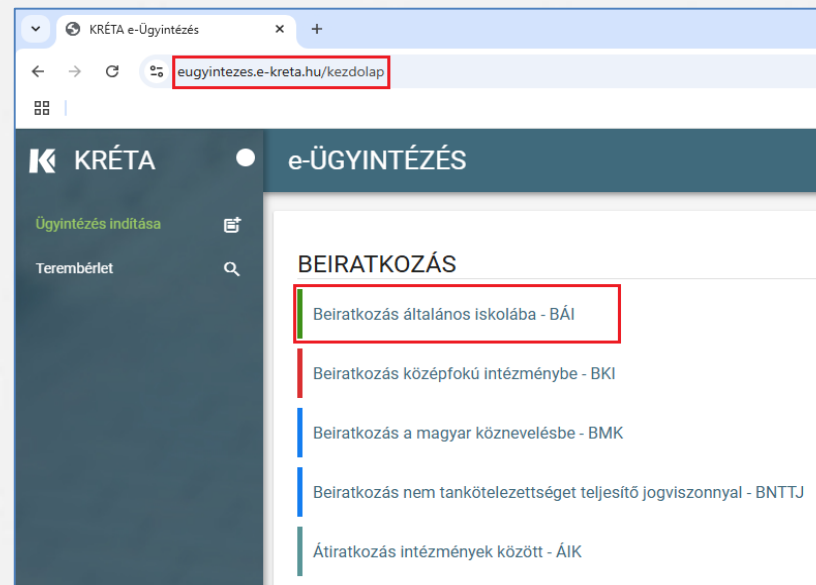 KRÉTA e-Ügyintézés
eugyintezes.e-kreta.hu/kezdolap
KRÉTA
e-ÜGYINTÉZÉS
Ügyintézés indítása
Terembérlet
BEIRATKOZÁS
Beiratkozás általános iskolába - BÁI
Beiratkozás középfokú intézménybe - BKI
Beiratkozás a magyar köznevelésbe - BMK
Beiratkozás nem tankötelezettséget teljesítő jogviszonnyal - BNTTJ
Átiratkozás intézmények között - ÁIK